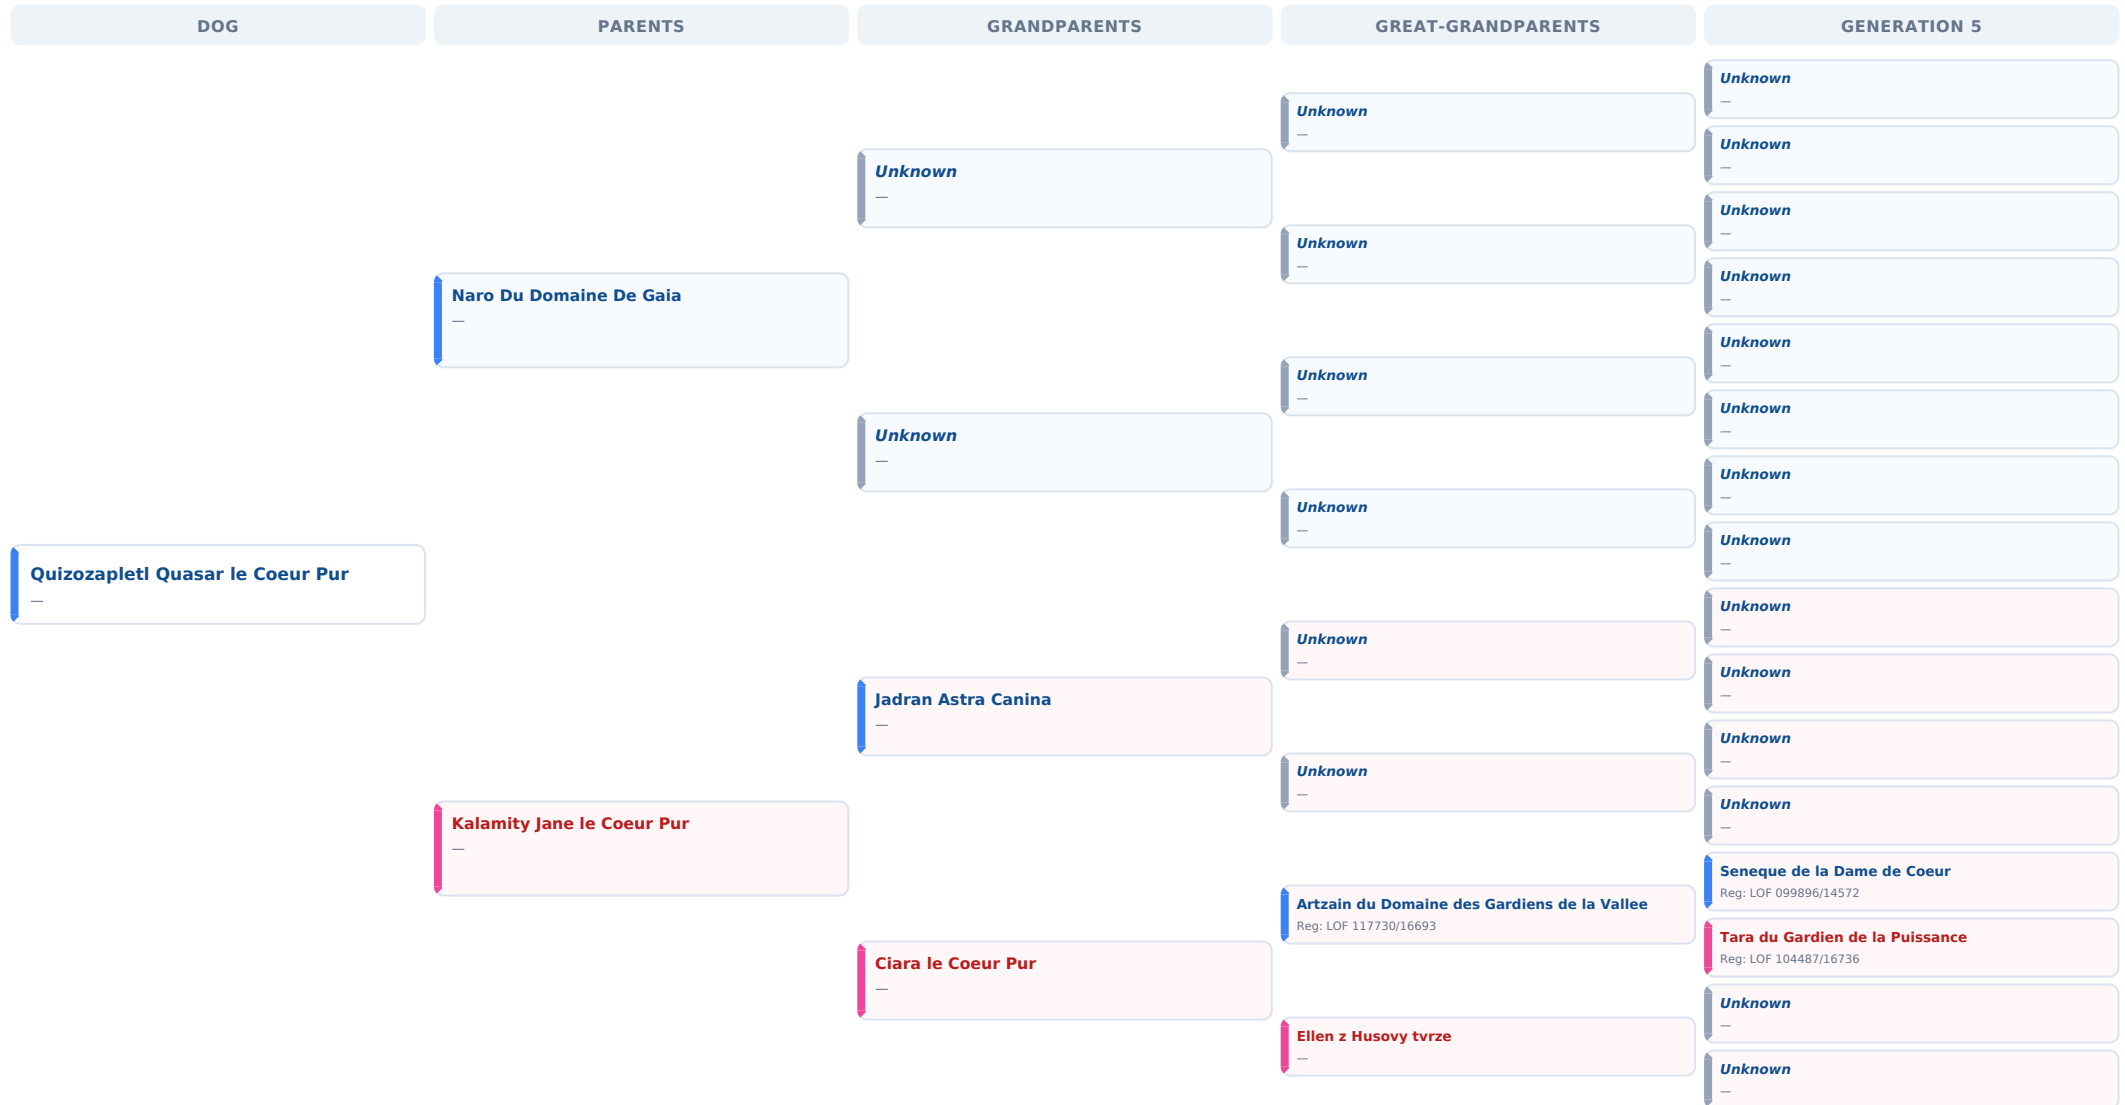 DOG
PARENTS
GRANDPARENTS
GREAT-GRANDPARENTS
GENERATION 5
Quizozapletl Quasar le Coeur Pur
—
Naro Du Domaine De Gaia
—
Kalamity Jane le Coeur Pur
—
Unknown
—
Unknown
—
Jadran Astra Canina
—
Ciara le Coeur Pur
—
Unknown
—
Unknown
—
Unknown
—
Unknown
—
Unknown
—
Unknown
—
Artzain du Domaine des Gardiens de la Vallee
Reg: LOF 117730/16693
Ellen z Husovy tvrze
—
Unknown
—
Unknown
—
Unknown
—
Unknown
—
Unknown
—
Unknown
—
Unknown
—
Unknown
—
Unknown
—
Unknown
—
Unknown
—
Unknown
—
Seneque de la Dame de Coeur
Reg: LOF 099896/14572
Tara du Gardien de la Puissance
Reg: LOF 104487/16736
Unknown
—
Unknown
—